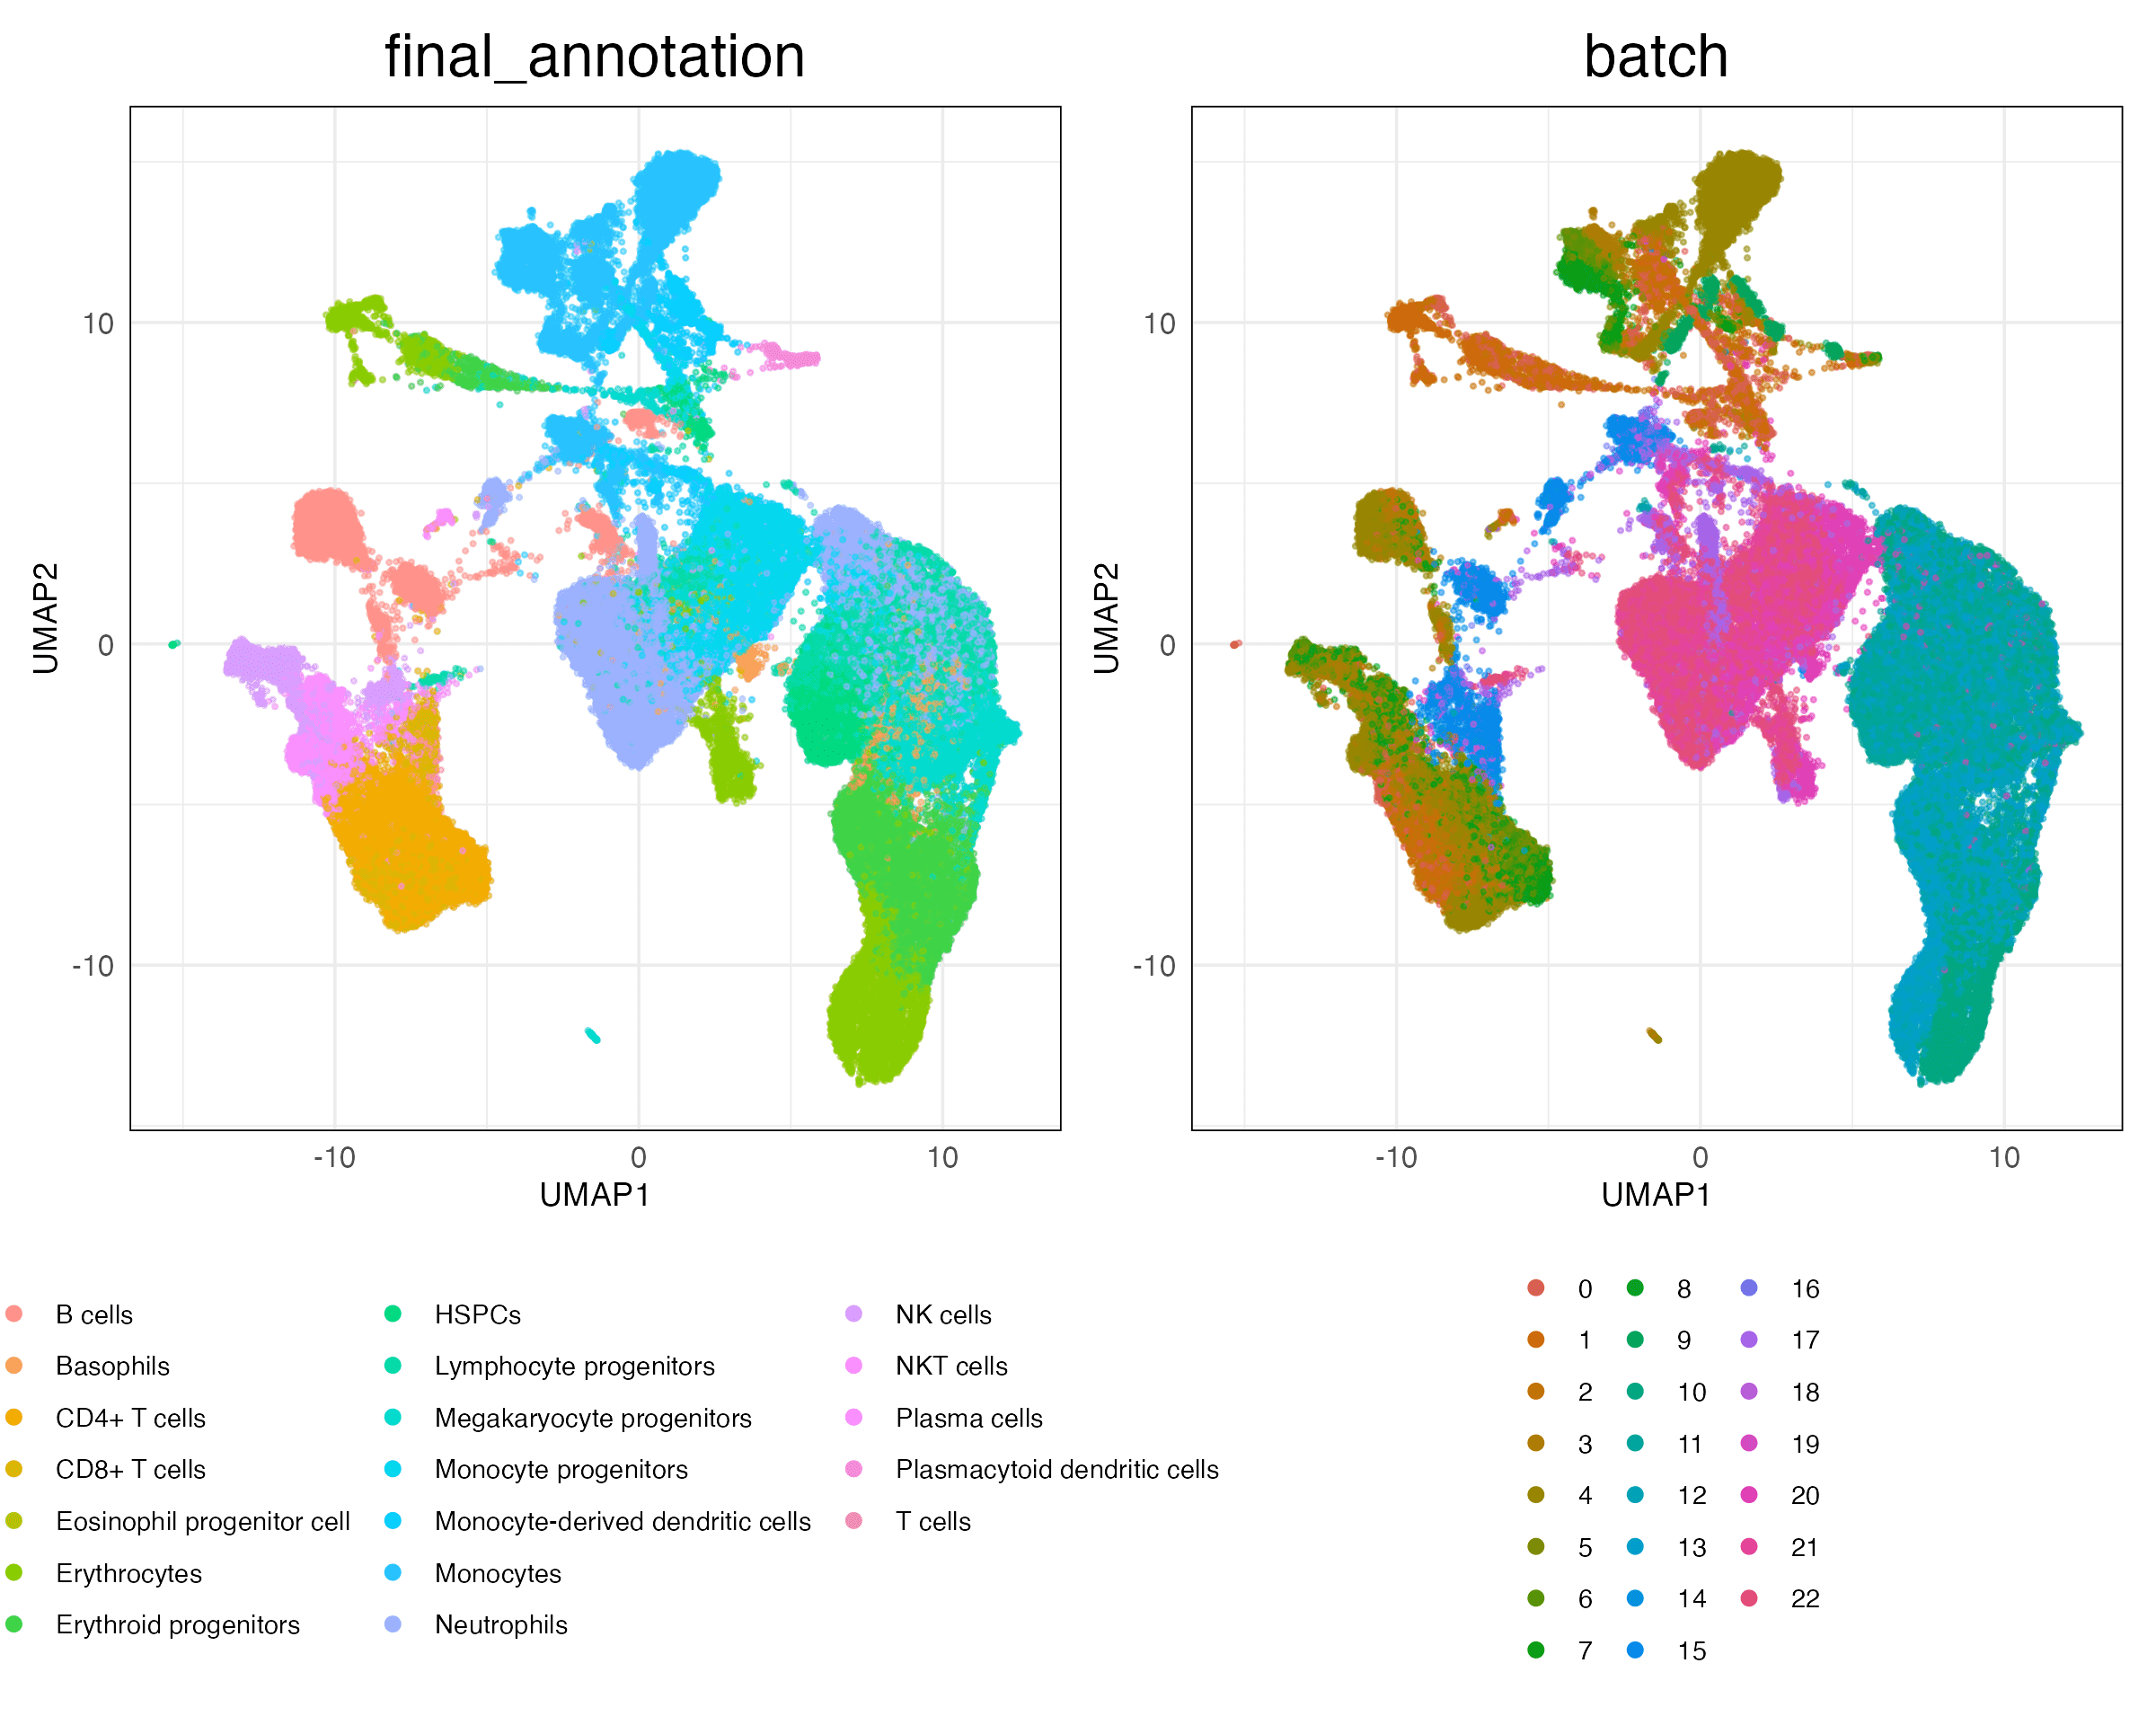 final_annotation
batch
10
0
-10
UMAP2
-10
0
10
UMAP1
10
0
-10
UMAP2
-10
0
10
UMAP1
B cells
Basophils
CD4+ T cells
CD8+ T cells
Eosinophil progenitor cell
Erythrocytes
Erythroid progenitors
HSPCs
Lymphocyte progenitors
Megakaryocyte progenitors
Monocyte progenitors
Monocyte-derived dendritic cells
Monocytes
Neutrophils
NK cells
NKT cells
Plasma cells
Plasmacytoid dendritic cells
T cells
0
1
2
3
4
5
6
7
8
9
10
11
12
13
14
15
16
17
18
19
20
21
22